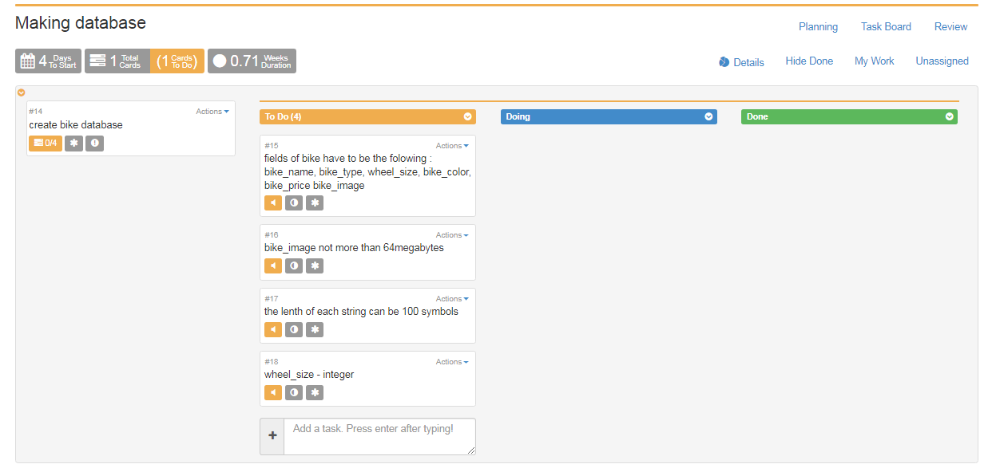 Making database
Planning Task Board Review
4 Days To Start 1 Total Cards (1 Cards To Do) 0.71 Weeks Duration
Details Hide Done My Work Unassigned
#14 Actions
create bike database
0/4
To Do (4)
#15 Actions
fields of bike have to be the folowing :
bike_name, bike_type, wheel_size, bike_color,
bike_price bike_image
#16 Actions
bike_image not more than 64megabytes
#17 Actions
the lenth of each string can be 100 symbols
#18 Actions
wheel_size - integer
+ Add a task. Press enter after typing!
Doing
Done